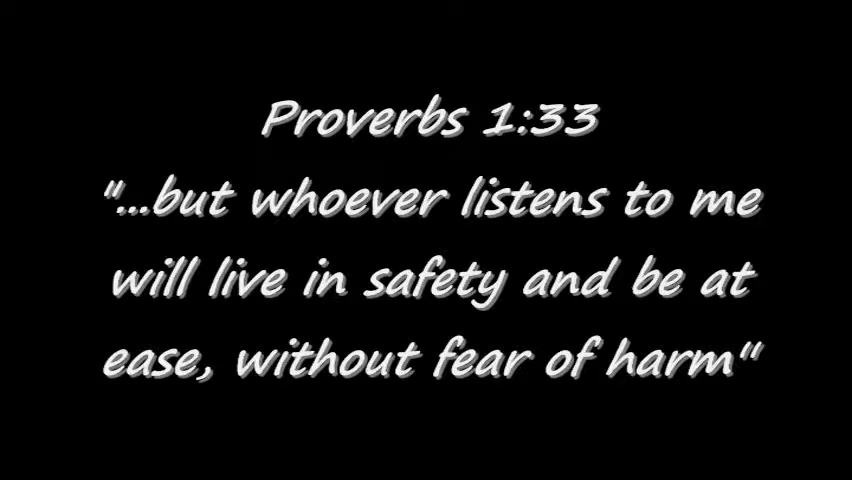 Proverbs 1:33
"...but whoever listens to me
will live in safety and be at
ease, without fear of harm"